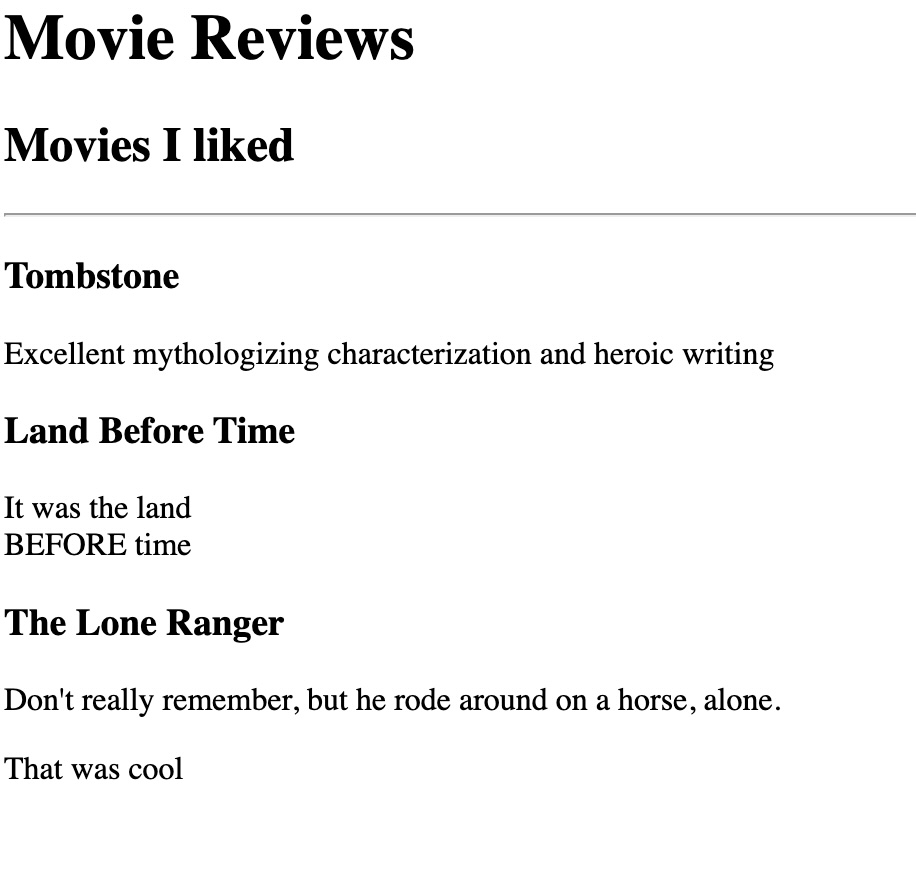 Movie Reviews
Movies I liked
Tombstone
Excellent mythologizing characterization and heroic writing
Land Before Time
It was the land
BEFORE time
The Lone Ranger
Don't really remember, but he rode around on a horse, alone.
That was cool